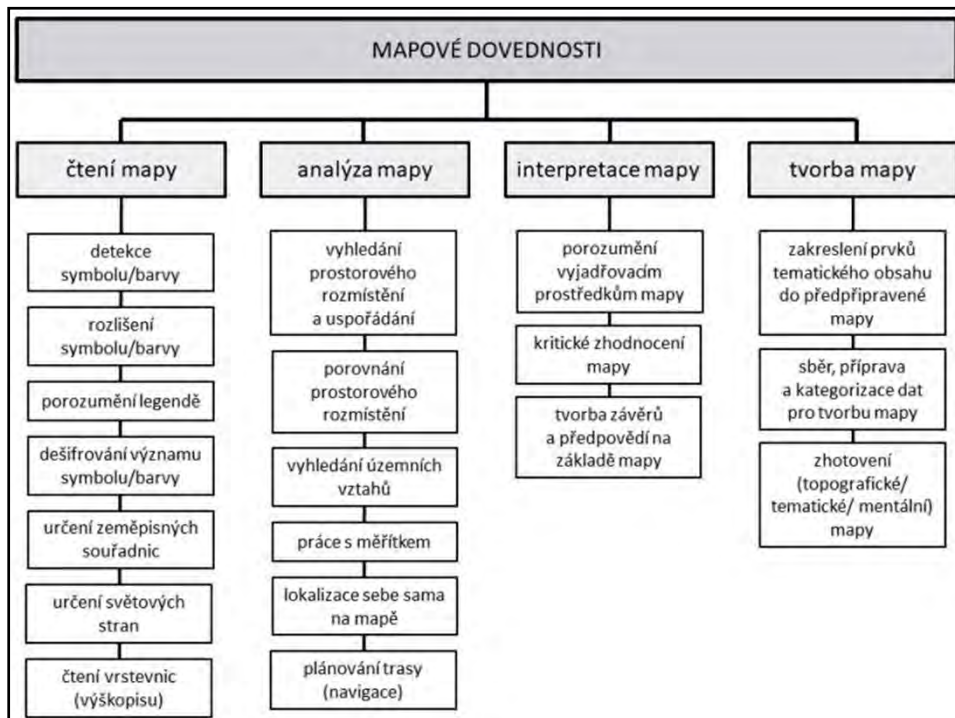 MAPOVÉ DOVEDNOSTI
čtení mapy
detekce
symbolu/barvy
rozlišení
symbolu/barvy
porozumění legendě
dešifrování významu
symbolu/barvy
určení zeměpisných
souřadnic
určení světových
stran
čtení vrstevnic
(výškopisu)
analýza mapy
vyhledání
prostorového
rozmístění
a uspořádání
porovnání
prostorového
rozmístění
vyhledání územních
vztahů
práce s měřítkem
lokalizace sebe sama
na mapě
plánování trasy
(navigace)
interpretace mapy
porozumění
vyjadřovacím
prostředkům mapy
kritické zhodnocení
mapy
tvorba závěrů
a předpovědí na
základě mapy
tvorba mapy
zakreslení prvků
tematického obsahu
do předpřipravené
mapy
sběr, příprava
a kategorizace dat
pro tvorbu mapy
zhotovení
(topografické/
tematické/ mentální)
mapy